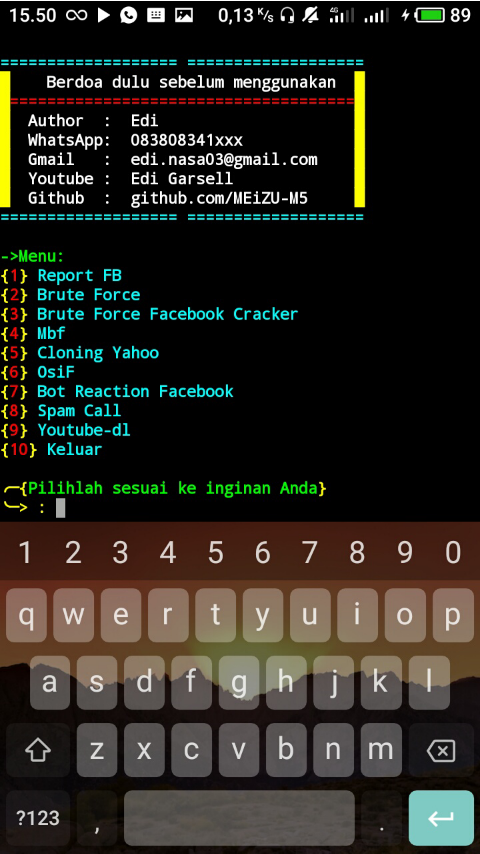 15.50 0,13 K/s 4G 89
=================== ===================
Berdoa dulu sebelum menggunakan
=====================================
Author : Edi
WhatsApp: 083808341xxx
Gmail : edi.nasa03@gmail.com
Youtube : Edi Garsell
Github : github.com/MEiZU-M5
=================== ===================
->Menu:
{1} Report FB
{2} Brute Force
{3} Brute Force Facebook Cracker
{4} Mbf
{5} Cloning Yahoo
{6} OsiF
{7} Bot Reaction Facebook
{8} Spam Call
{9} Youtube-dl
{10} Keluar
╭─{Pilihlah sesuai ke inginan Anda}
╰─> :
1 2 3 4 5 6 7 8 9 0
q w e r t y u i o p
a s d f g h j k l
z x c v b n m
?123 , .